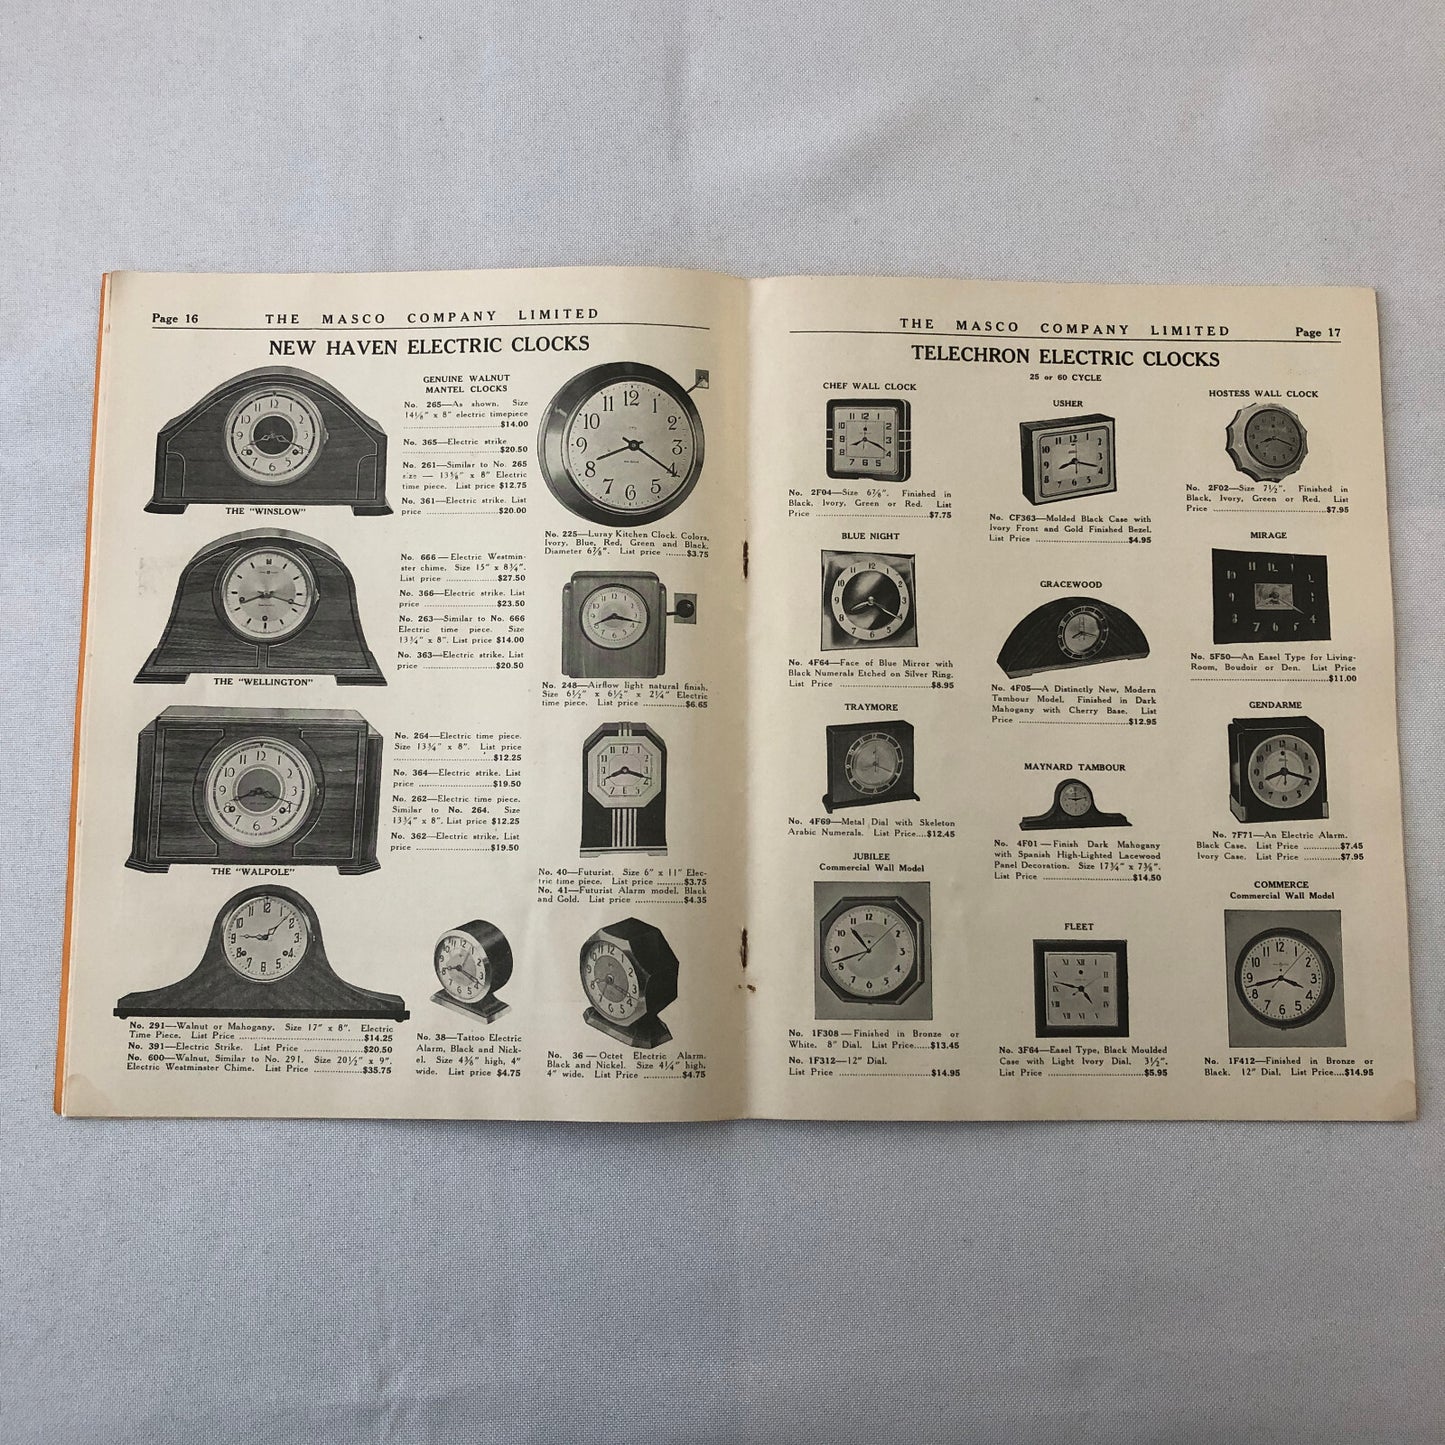 Page 16
THE MASCO COMPANY LIMITED
NEW HAVEN ELECTRIC CLOCKS
GENUINE WALNUT
MANTEL CLOCKS
No. 265—As shown. Size
14⅛" x 8" electric timepiece
$14.00
No. 365—Electric strike
$20.50
No. 261—Similar to No. 265
size — 13⅜" x 8" Electric
time piece. List price $12.75
No. 361—Electric strike. List
price $20.00
THE "WINSLOW"
No. 666—Electric Westmin-
ster chime. Size 15" x 8¾".
List price $27.50
No. 366—Electric strike. List
price $23.50
No. 263—Similar to No. 666
Electric time piece. Size
13¾" x 8". List price $14.00
No. 363—Electric strike. List
price $20.50
THE "WELLINGTON"
No. 264—Electric time piece.
Size 13¾" x 8". List price
$12.25
No. 364—Electric strike. List
price $19.50
No. 262—Electric time piece.
Similar to No. 264. Size
13¾" x 8". List price $12.25
No. 362—Electric strike. List
price $19.50
THE "WALPOLE"
No. 291—Walnut or Mahogany. Size 17" x 8". Electric
Time Piece. List Price $14.25
No. 391—Electric Strike. List Price $20.50
No. 600—Walnut, Similar to No. 291. Size 20½" x 9".
Electric Westminster Chime. List Price $35.75
No. 225—Luray Kitchen Clock. Colors,
Ivory, Blue, Red, Green and Black.
Diameter 6⅞". List price $3.75
No. 248—Airflow light natural finish.
Size 6½" x 6½" x 2¼" Electric
time piece. List price $6.65
No. 40—Futurist. Size 6" x 11" Elec-
tric time piece. List price $3.75
No. 41—Futurist Alarm model. Black
and Gold. List price $4.35
No. 38—Tattoo Electric
Alarm, Black and Nick-
el. Size 4⅜" high, 4"
wide. List price $4.75
No. 36—Octet Electric Alarm.
Black and Nickel. Size 4¼" high,
4" wide. List Price $4.75
THE MASCO COMPANY LIMITED
Page 17
TELECHRON ELECTRIC CLOCKS
25 or 60 CYCLE
CHEF WALL CLOCK
No. 2F04—Size 6⅞". Finished in
Black, Ivory, Green or Red. List
Price $7.75
BLUE NIGHT
No. 4F64—Face of Blue Mirror with
Black Numerals Etched on Silver Ring.
List Price $8.95
TRAYMORE
No. 4F69—Metal Dial with Skeleton
Arabic Numerals. List Price $12.45
JUBILEE
Commercial Wall Model
No. 1F308—Finished in Bronze or
White. 8" Dial. List Price $13.45
No. 1F312—12" Dial.
List Price $14.95
USHER
No. CF363—Molded Black Case with
Ivory Front and Gold Finished Bezel.
List Price $4.95
GRACEWOOD
No. 4F05—A Distinctly New, Modern
Tambour Model. Finished in Dark
Mahogany with Cherry Base. List
Price $12.95
MAYNARD TAMBOUR
No. 4F01—Finish Dark Mahogany
with Spanish High-Lighted Lacewood
Panel Decoration. Size 17¾" x 7⅜".
List Price $14.50
FLEET
No. 3F64—Easel Type, Black Moulded
Case with Light Ivory Dial. 3½".
List Price $5.95
HOSTESS WALL CLOCK
No. 2F02—Size 7½". Finished in
Black, Ivory, Green or Red. List
Price $7.95
MIRAGE
No. 5F50—An Easel Type for Living-
Room, Boudoir or Den. List Price
$11.00
GENDARME
No. 7F71—An Electric Alarm.
Black Case. List Price $7.45
Ivory Case. List Price $7.95
COMMERCE
Commercial Wall Model
No. 1F412—Finished in Bronze or
Black. 12" Dial. List Price $14.95